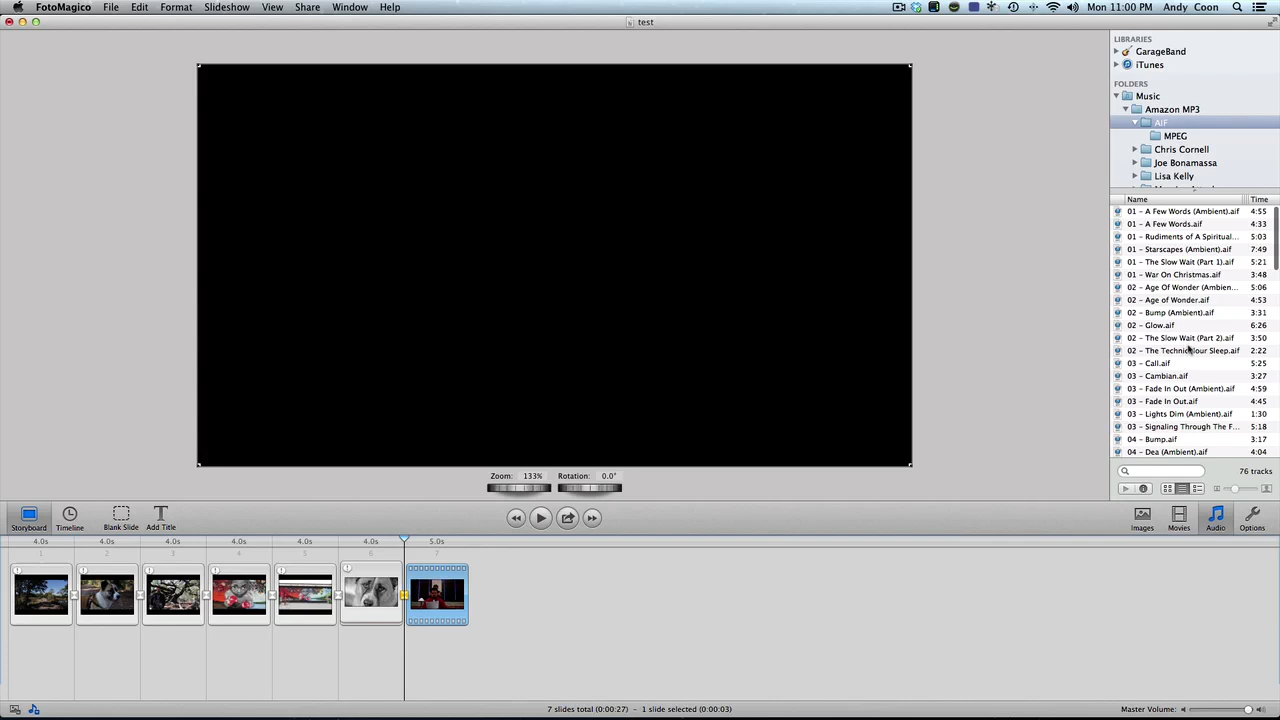 FotoMagico File Edit Format Slideshow View Share Window Help Mon 11:00 PM Andy Coon
test
LIBRARIES
GarageBand
iTunes
FOLDERS
Music
Amazon MP3
AIF
MPEG
Chris Cornell
Joe Bonamassa
Lisa Kelly
Name Time
01 - A Few Words (Ambient).aif 4:55
01 - A Few Words.aif 4:33
01 - Rudiments of A Spiritual... 5:03
01 - Starscapes (Ambient).aif 7:49
01 - The Slow Wait (Part 1).aif 5:21
01 - War On Christmas.aif 3:48
02 - Age Of Wonder (Ambien... 5:06
02 - Age of Wonder.aif 4:53
02 - Bump (Ambient).aif 3:31
02 - Glow.aif 6:26
02 - The Slow Wait (Part 2).aif 3:50
02 - The Technicolour Sleep.aif 2:22
03 - Call.aif 5:25
03 - Cambian.aif 3:27
03 - Fade In Out (Ambient).aif 4:59
03 - Fade In Out.aif 4:45
03 - Lights Dim (Ambient).aif 1:30
03 - Signaling Through The F... 5:18
04 - Bump.aif 3:17
04 - Dea (Ambient).aif 4:04
76 tracks
Zoom: 133% Rotation: 0.0°
Storyboard Timeline Blank Slide Add Title Images Movies Audio Options
4.0s 4.0s 4.0s 4.0s 4.0s 4.0s 5.0s
1 2 3 4 5 6 7
7 slides total (0:00:27) - 1 slide selected (0:00:03) Master Volume: